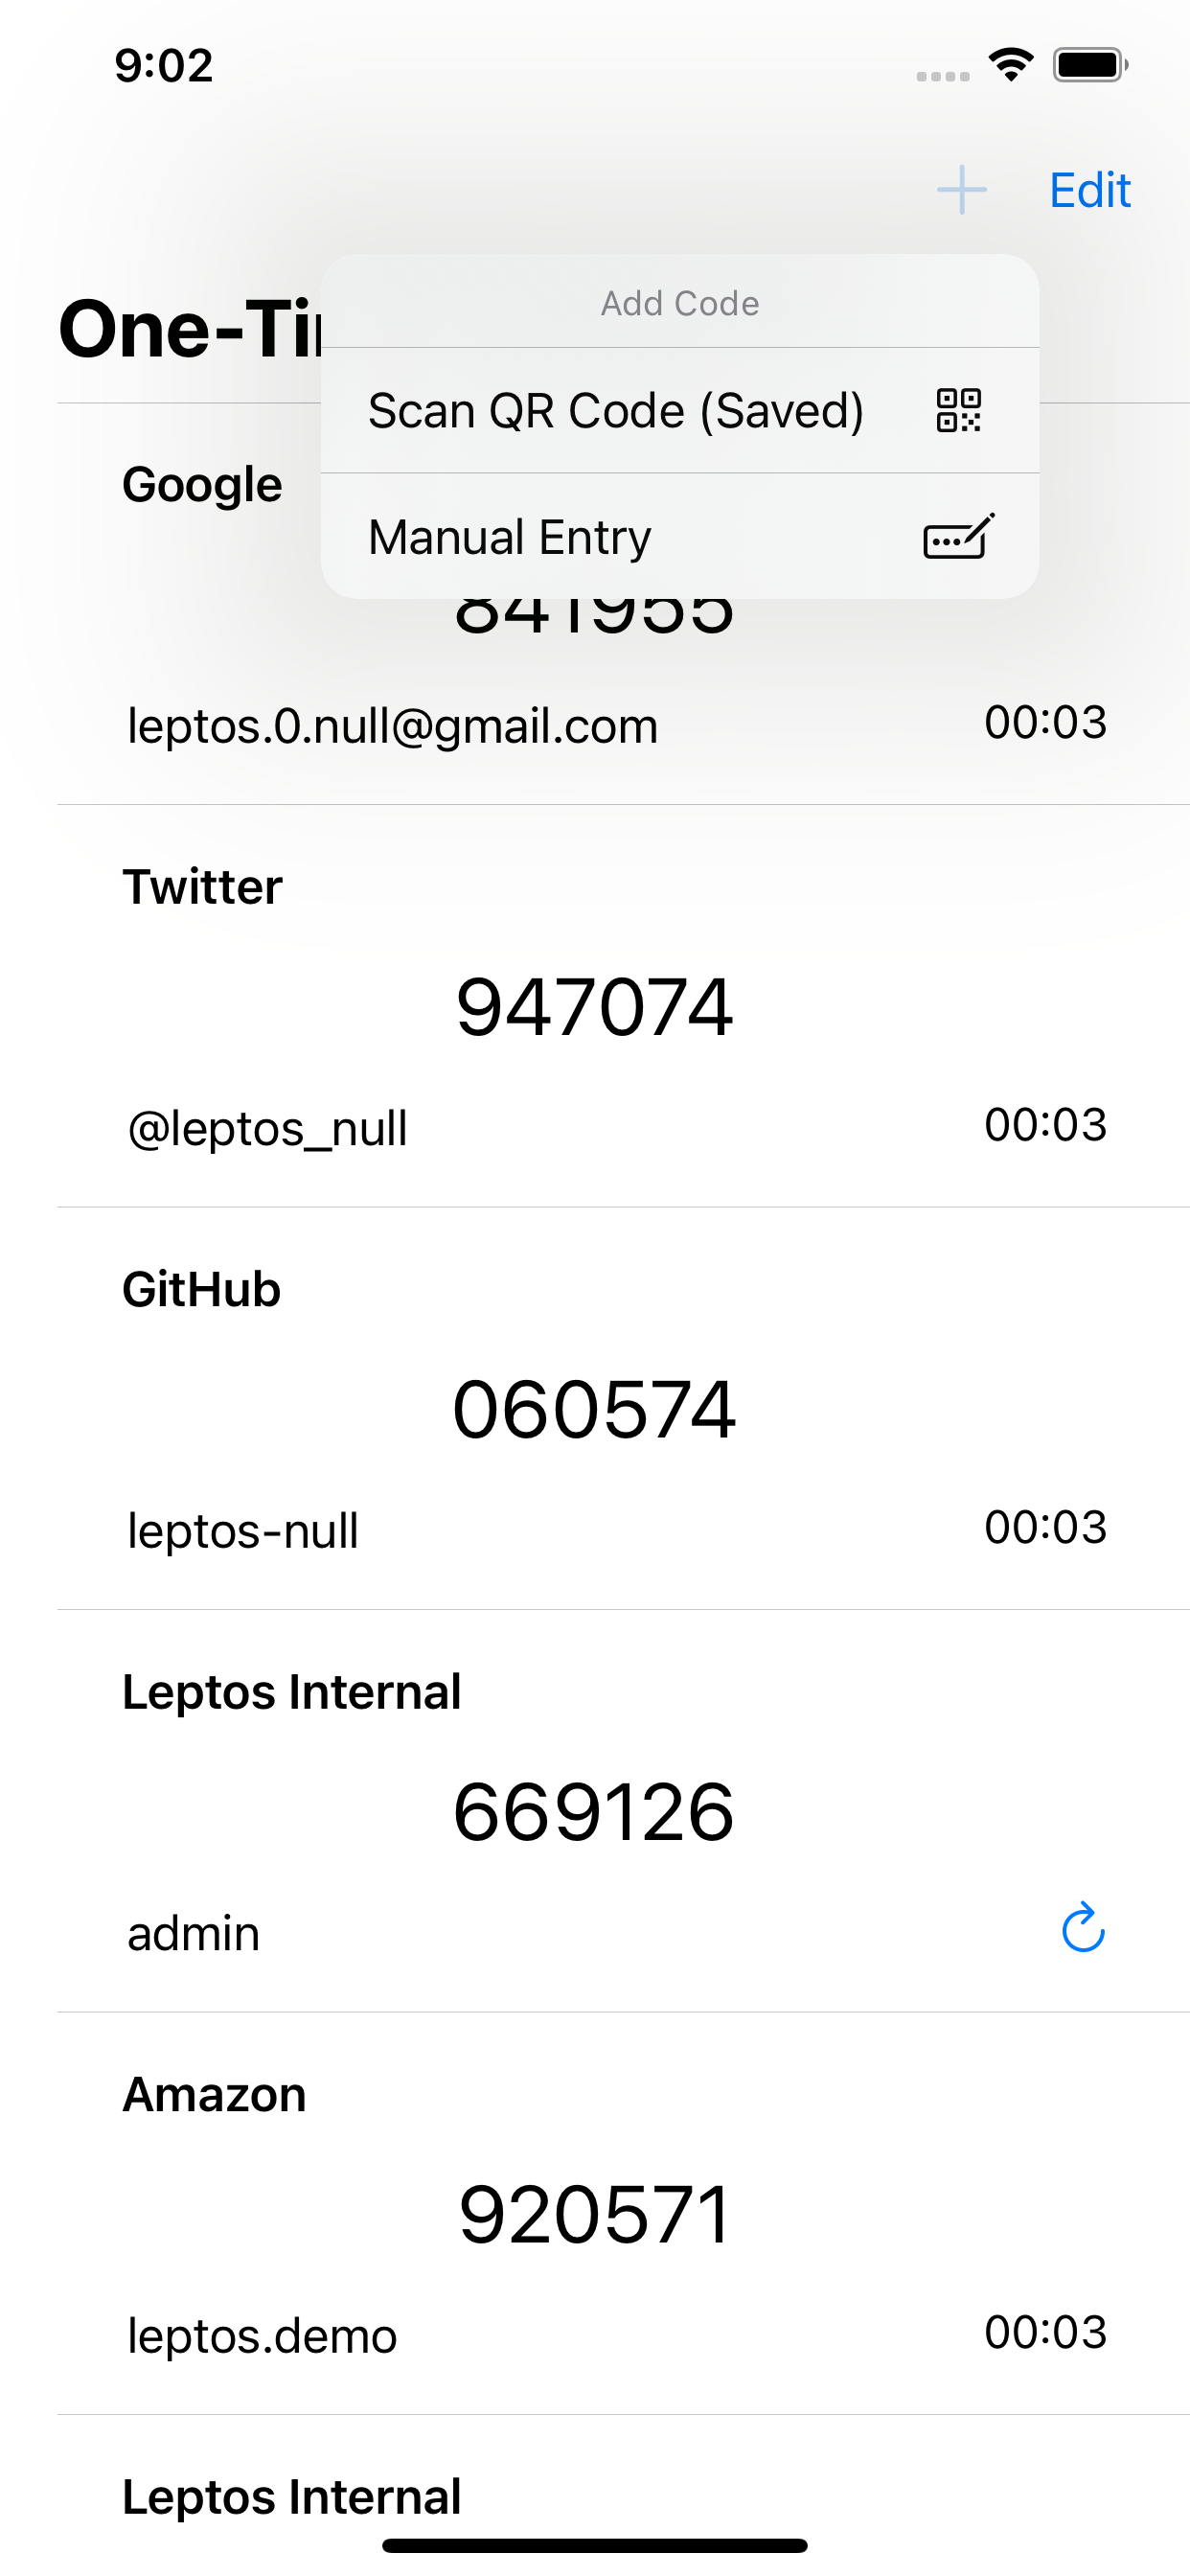 9:02
Edit
Add Code
One-Ti
Scan QR Code (Saved)
Google
Manual Entry
841955
leptos.0.null@gmail.com 00:03
Twitter
947074
@leptos_null 00:03
GitHub
060574
leptos-null 00:03
Leptos Internal
669126
admin
Amazon
920571
leptos.demo 00:03
Leptos Internal